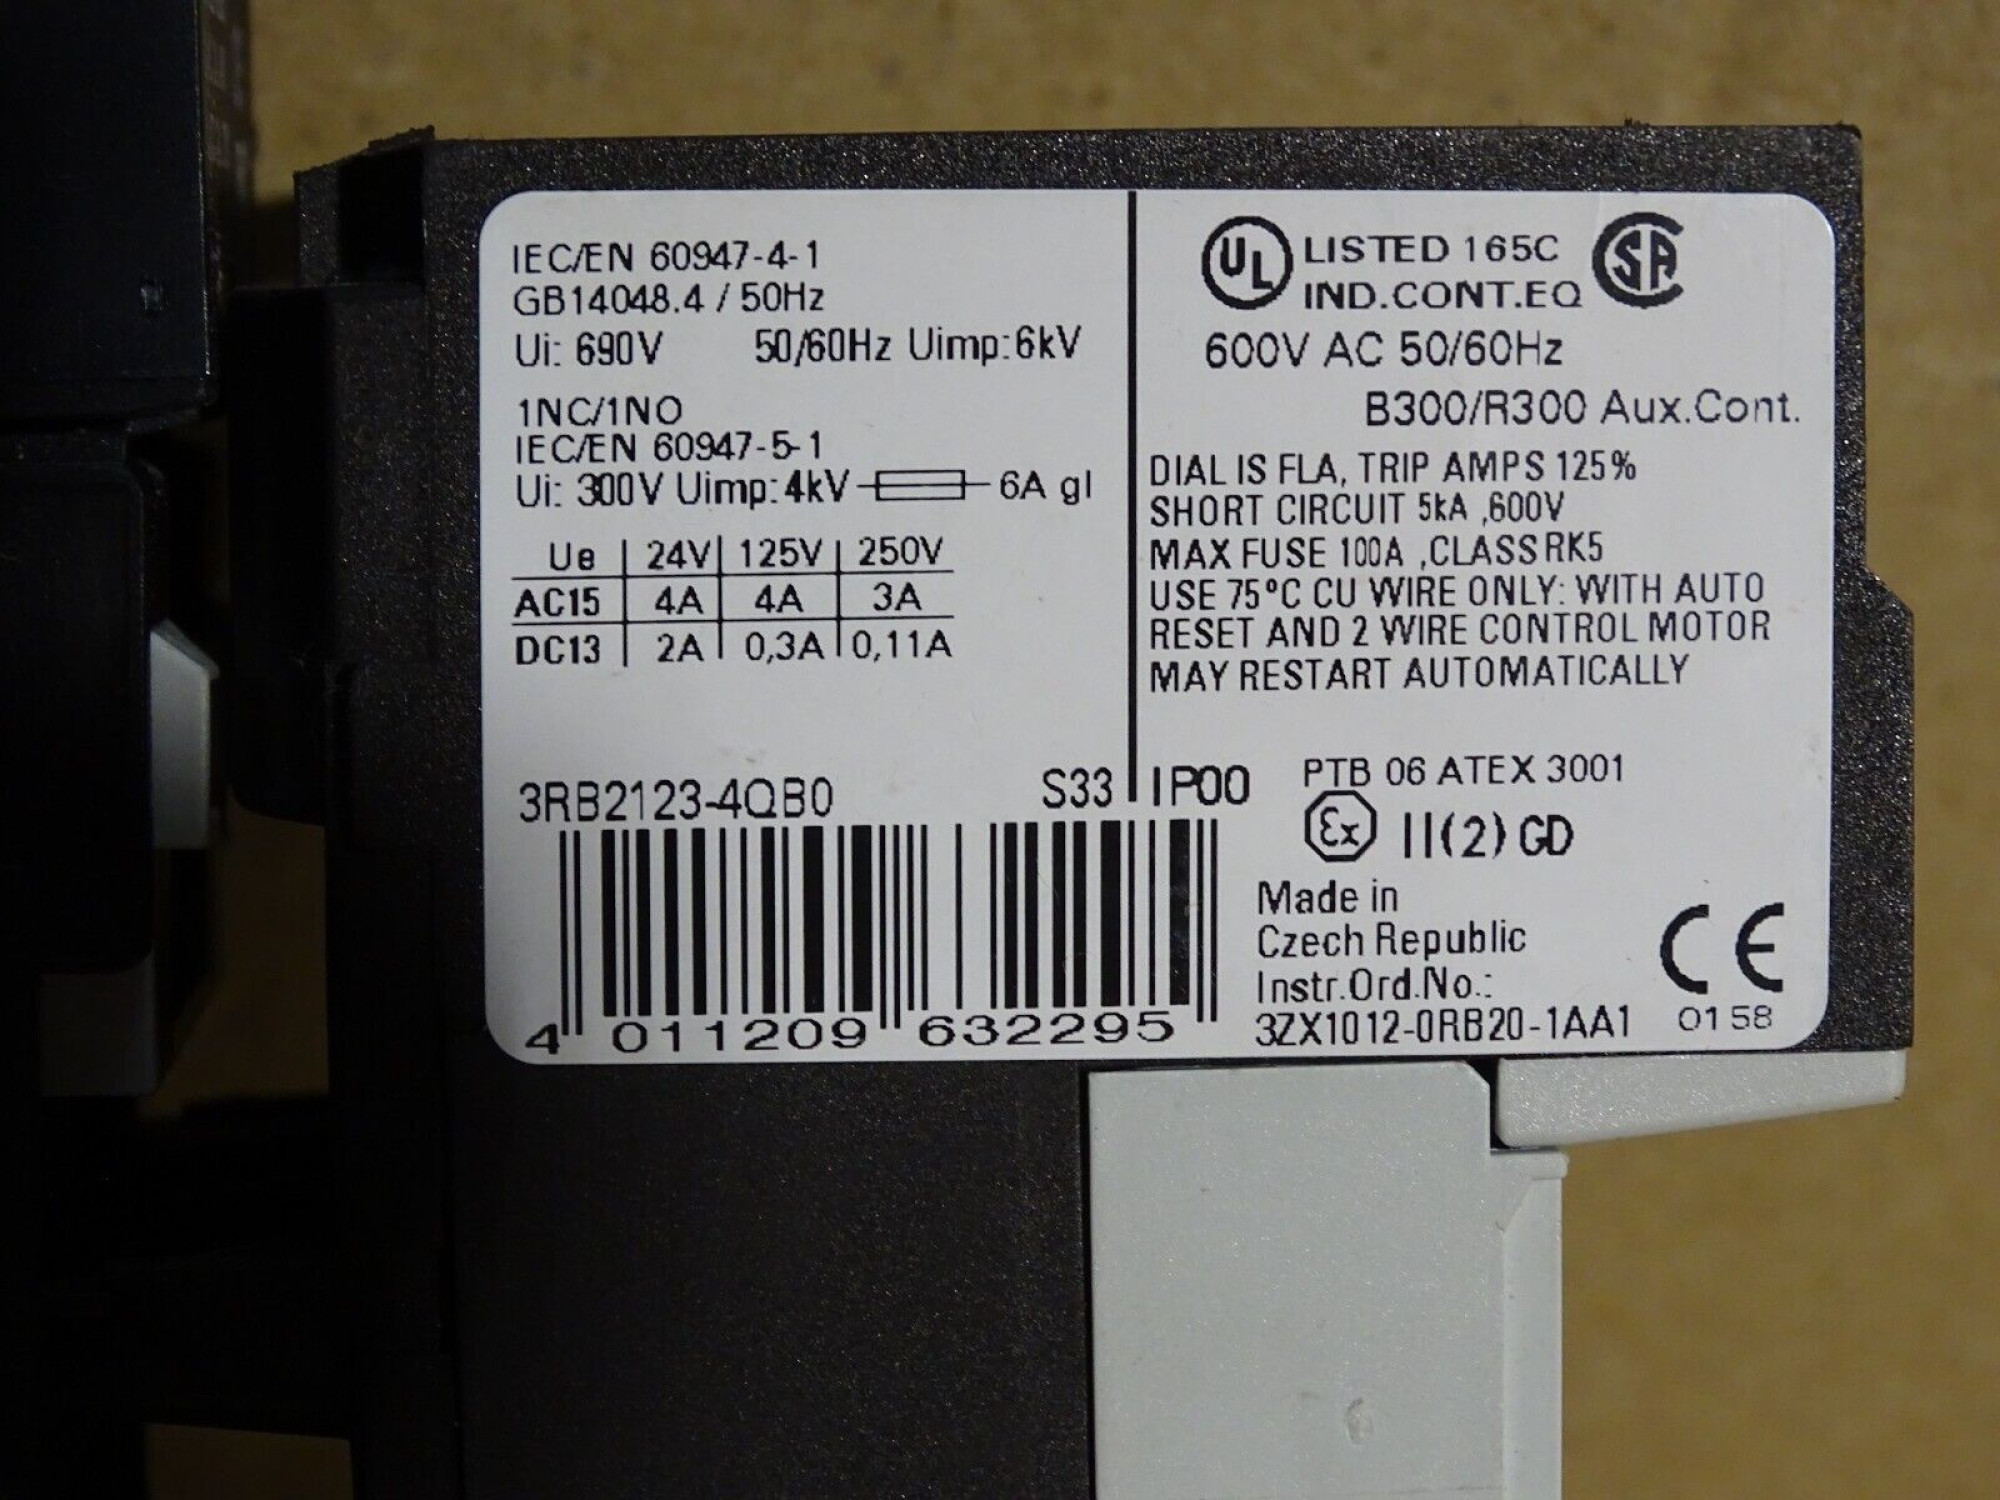 IEC/EN 60947-4-1
GB14048.4 / 50Hz
Ui: 690V 50/60Hz Uimp:6kV
1NC/1NO
IEC/EN 60947-5-1
Ui: 300V Uimp:4kV 6A gl
Ue | 24V | 125V | 250V
AC15 | 4A | 4A | 3A
DC13 | 2A | 0,3A | 0,11A
3RB2123-4QB0 S33
4 011209 632295
UL LISTED 165C SA
IND.CONT.EQ
600V AC 50/60Hz
B300/R300 Aux.Cont.
DIAL IS FLA, TRIP AMPS 125%
SHORT CIRCUIT 5kA ,600V
MAX FUSE 100A ,CLASS RK5
USE 75°C CU WIRE ONLY: WITH AUTO
RESET AND 2 WIRE CONTROL MOTOR
MAY RESTART AUTOMATICALLY
IP00 PTB 06 ATEX 3001
Ex II(2) GD
Made in
Czech Republic
Instr.Ord.No.:
3ZX1012-0RB20-1AA1
CE
0158